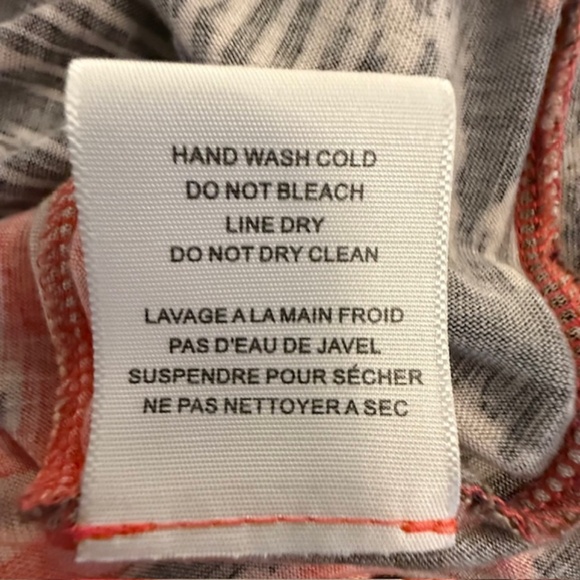 HAND WASH COLD
DO NOT BLEACH
LINE DRY
DO NOT DRY CLEAN
LAVAGE A LA MAIN FROID
PAS D'EAU DE JAVEL
SUSPENDRE POUR SÉCHER
NE PAS NETTOYER A SEC